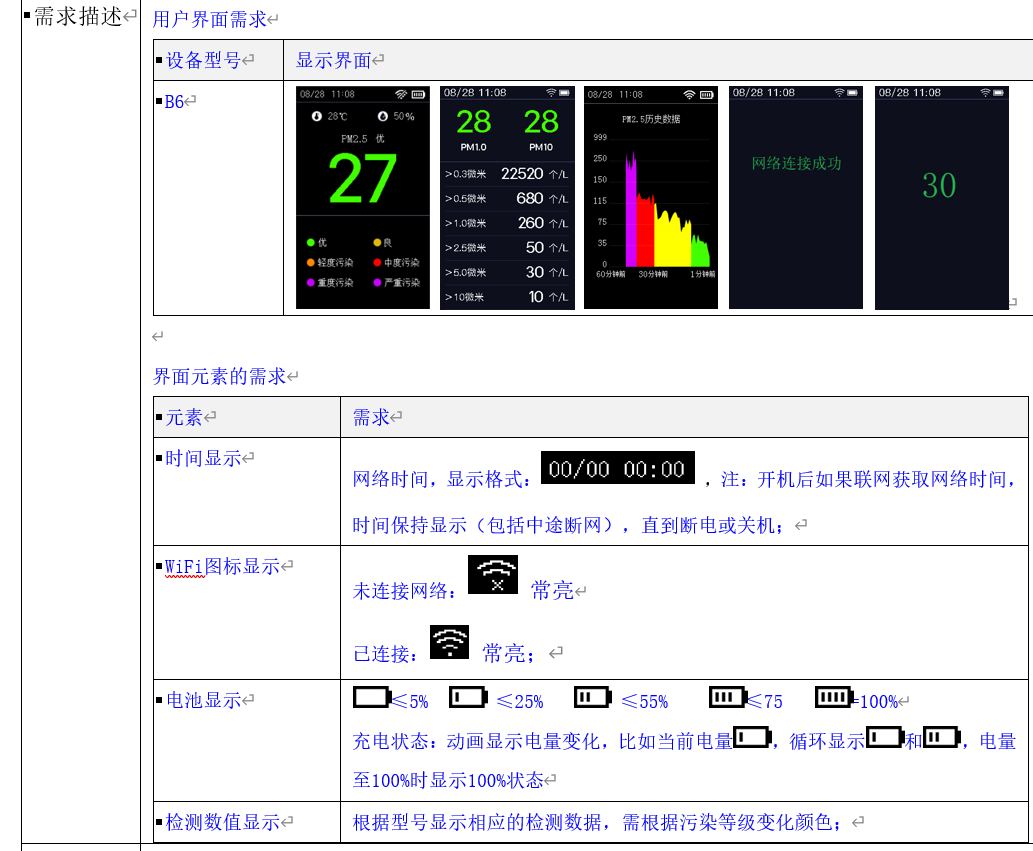 需求描述
用户界面需求
设备型号
显示界面
B6
08/28 11:08
28℃ 50%
PM2.5 优
27
优 良
轻度污染 中度污染
重度污染 严重污染
08/28 11:08
28 28
PM1.0 PM10
>0.3微米 22520 个/L
>0.5微米 680 个/L
>1.0微米 260 个/L
>2.5微米 50 个/L
>5.0微米 30 个/L
>10微米 10 个/L
08/28 11:08
PM2.5历史数据
999
250
150
115
75
35
0
60分钟前 30分钟前 1分钟前
08/28 11:08
网络连接成功
08/28 11:08
30
界面元素的需求
元素
需求
时间显示
网络时间，显示格式：00/00 00:00，注：开机后如果联网获取网络时间，
时间保持显示（包括中途断网），直到断电或关机；
WiFi图标显示
未连接网络： 常亮
已连接： 常亮；
电池显示
≤5% ≤25% ≤55% ≤75 =100%
充电状态：动画显示电量变化，比如当前电量，循环显示和，电量
至100%时显示100%状态
检测数值显示
根据型号显示相应的检测数据，需根据污染等级变化颜色；